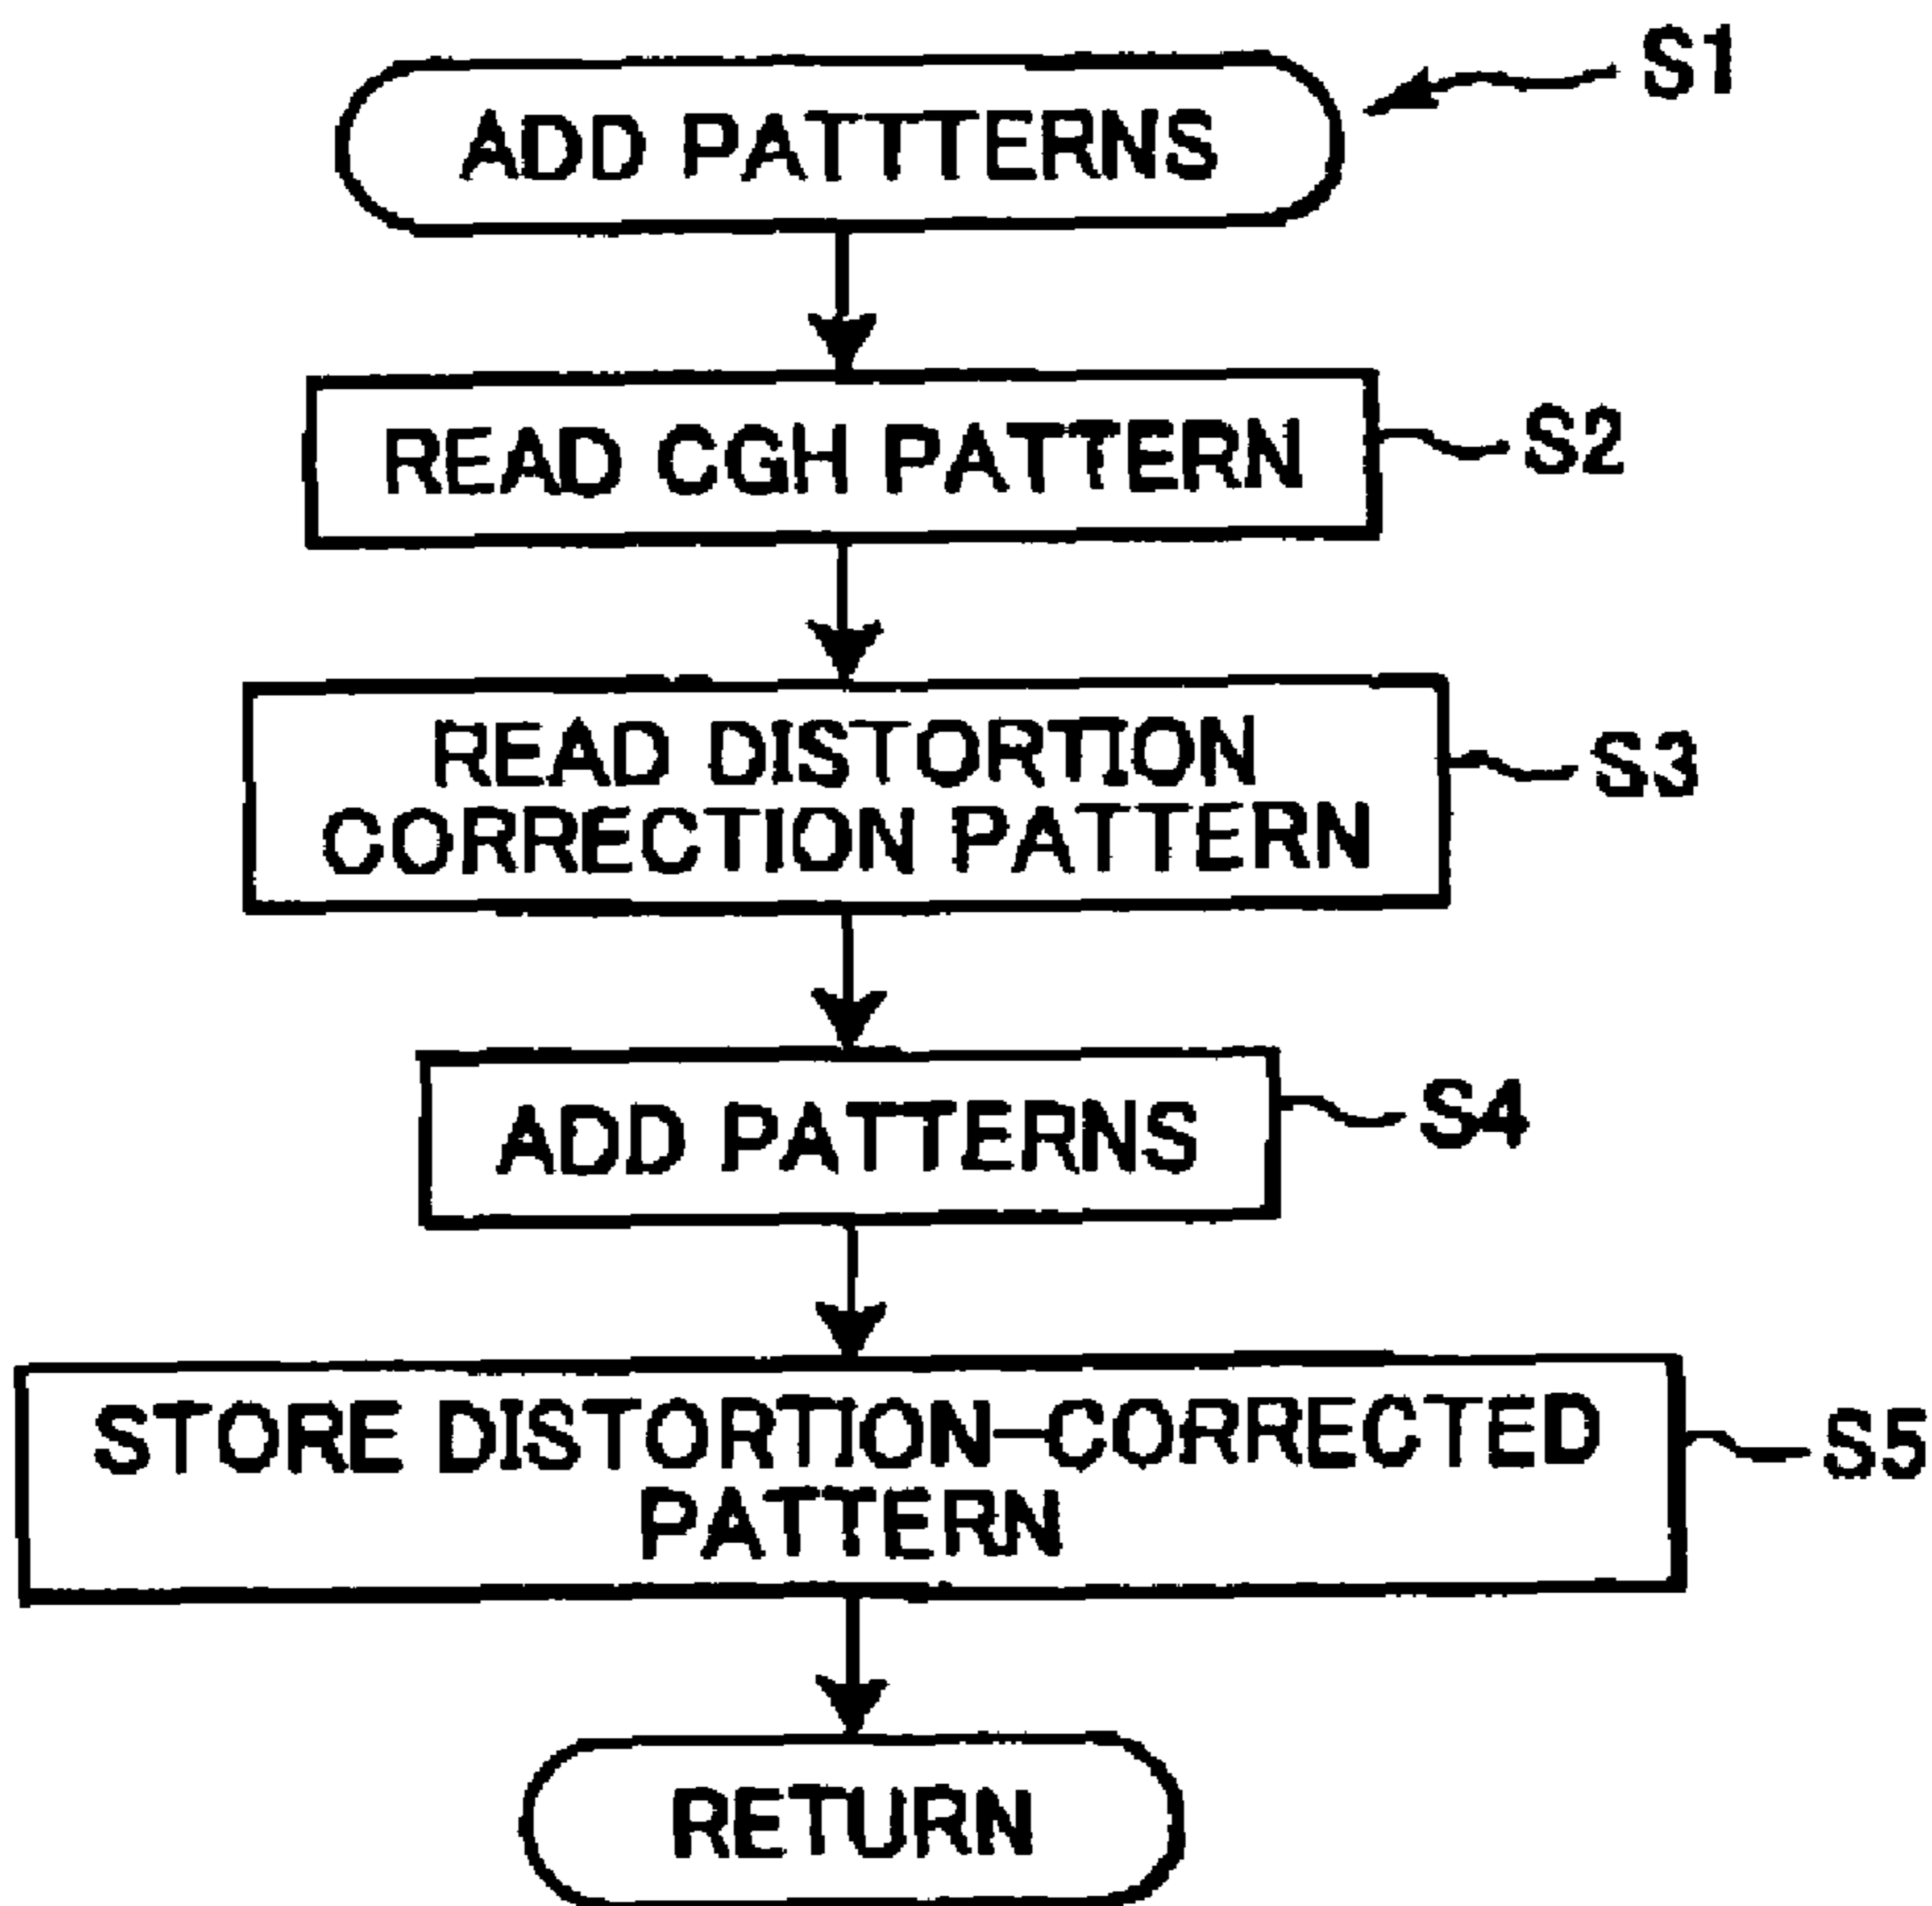 ADD PATTERNS
S1
READ CGH PATTERN
S2
READ DISTORTION
CORRECTION PATTERN
S3
ADD PATTERNS
S4
STORE DISTORTION-CORRECTED
PATTERN
S5
RETURN